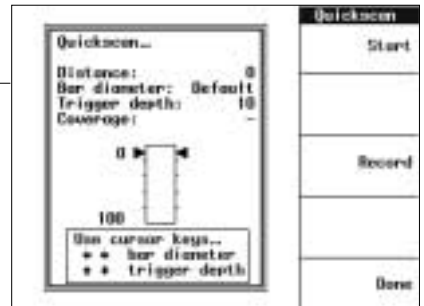 Quickscan
Quickscan…
Start
Distance: 0
Bar diameter: Default
Trigger depth: 10
Coverage: -
0
Record
100
Use cursor keys…
bar diameter
trigger depth
Done